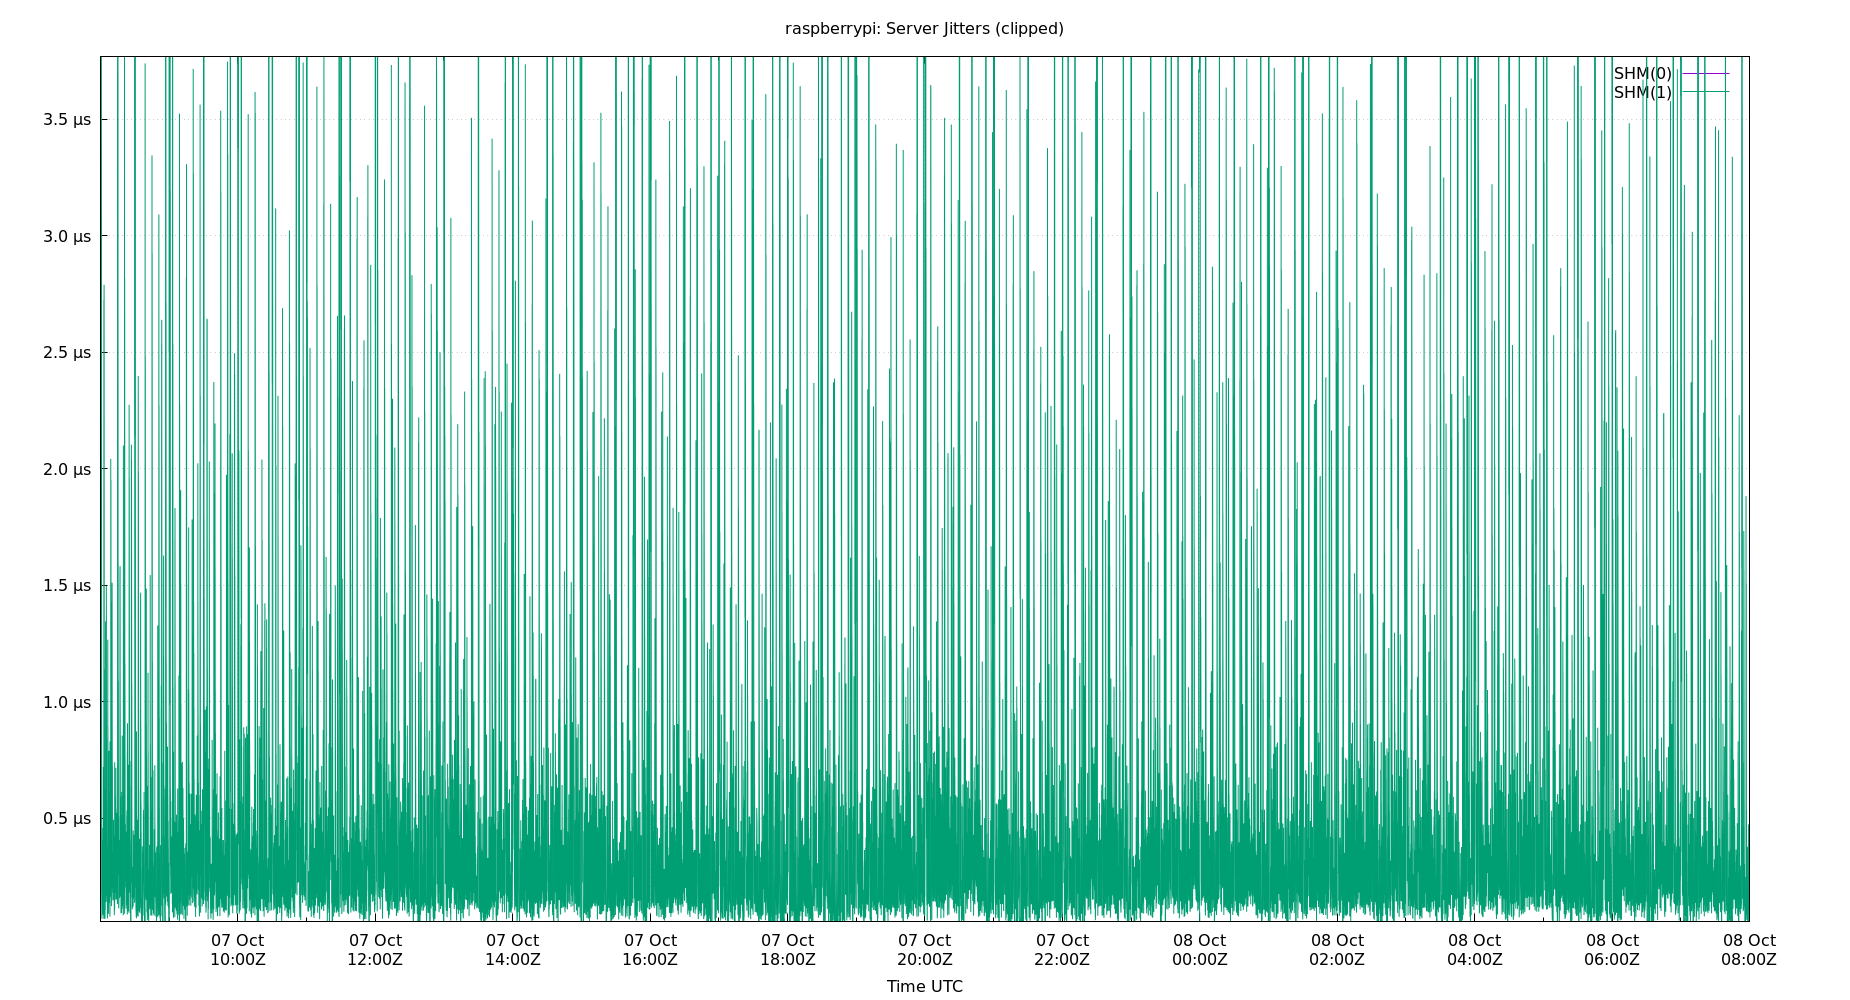 raspberrypi: Server Jitters (clipped)
SHM(0)
SHM(1)
3.5 µs
3.0 µs
2.5 µs
2.0 µs
1.5 µs
1.0 µs
0.5 µs
07 Oct 07 Oct 07 Oct 07 Oct 07 Oct 07 Oct 07 Oct 08 Oct 08 Oct 08 Oct 08 Oct 08 Oct
10:00Z 12:00Z 14:00Z 16:00Z 18:00Z 20:00Z 22:00Z 00:00Z 02:00Z 04:00Z 06:00Z 08:00Z
Time UTC